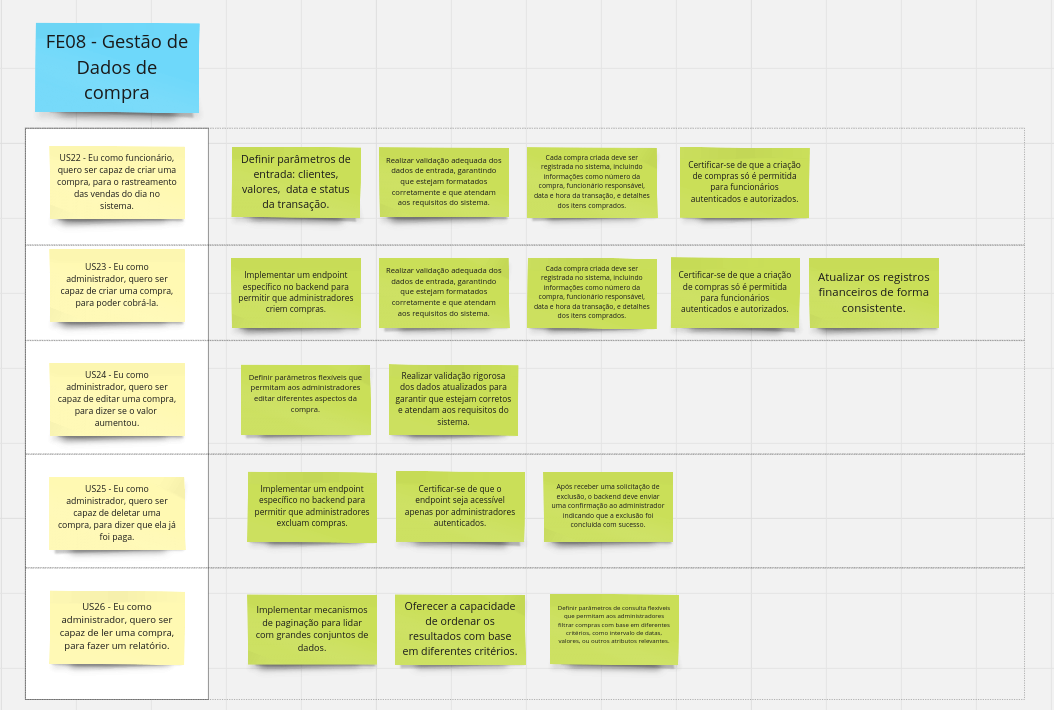 FE08 - Gestão de
Dados de
compra
US22 - Eu como funcionário,
quero ser capaz de criar uma
compra, para o rastreamento
das vendas do dia no
sistema.
Definir parâmetros de
entrada: clientes,
valores, data e status
da transação.
Realizar validação adequada dos
dados de entrada, garantindo
que estejam formatados
corretamente e que atendam
aos requisitos do sistema.
Cada compra criada deve ser
registrada no sistema, incluindo
informações como número da
compra, funcionário responsável,
data e hora da transação, e detalhes
dos itens comprados.
Certificar-se de que a criação
de compras só é permitida
para funcionários
autenticados e autorizados.
US23 - Eu como
administrador, quero ser
capaz de criar uma compra,
para poder cobrá-la.
Implementar um endpoint
específico no backend para
permitir que administradores
criem compras.
Realizar validação adequada dos
dados de entrada, garantindo
que estejam formatados
corretamente e que atendam
aos requisitos do sistema.
Cada compra criada deve ser
registrada no sistema, incluindo
informações como número da
compra, funcionário responsável,
data e hora da transação, e detalhes
dos itens comprados.
Certificar-se de que a criação
de compras só é permitida
para funcionários
autenticados e autorizados.
Atualizar os registros
financeiros de forma
consistente.
US24 - Eu como
administrador, quero ser
capaz de editar uma compra,
para dizer se o valor
aumentou.
Definir parâmetros flexíveis que
permitam aos administradores
editar diferentes aspectos da
compra.
Realizar validação rigorosa
dos dados atualizados para
garantir que estejam corretos
e atendam aos requisitos do
sistema.
US25 - Eu como
administrador, quero ser
capaz de deletar uma
compra, para dizer que ela já
foi paga.
Implementar um endpoint
específico no backend para
permitir que administradores
excluam compras.
Certificar-se de que o
endpoint seja acessível
apenas por administradores
autenticados.
Após receber uma solicitação de
exclusão, o backend deve enviar
uma confirmação ao administrador
indicando que a exclusão foi
concluída com sucesso.
US26 - Eu como
administrador, quero ser
capaz de ler uma compra,
para fazer um relatório.
Implementar mecanismos
de paginação para lidar
com grandes conjuntos de
dados.
Oferecer a capacidade
de ordenar os
resultados com base
em diferentes critérios.
Definir parâmetros de consulta flexíveis
que permitam aos administradores
filtrar compras com base em diferentes
critérios, como intervalo de datas,
valores, ou outros atributos relevantes.